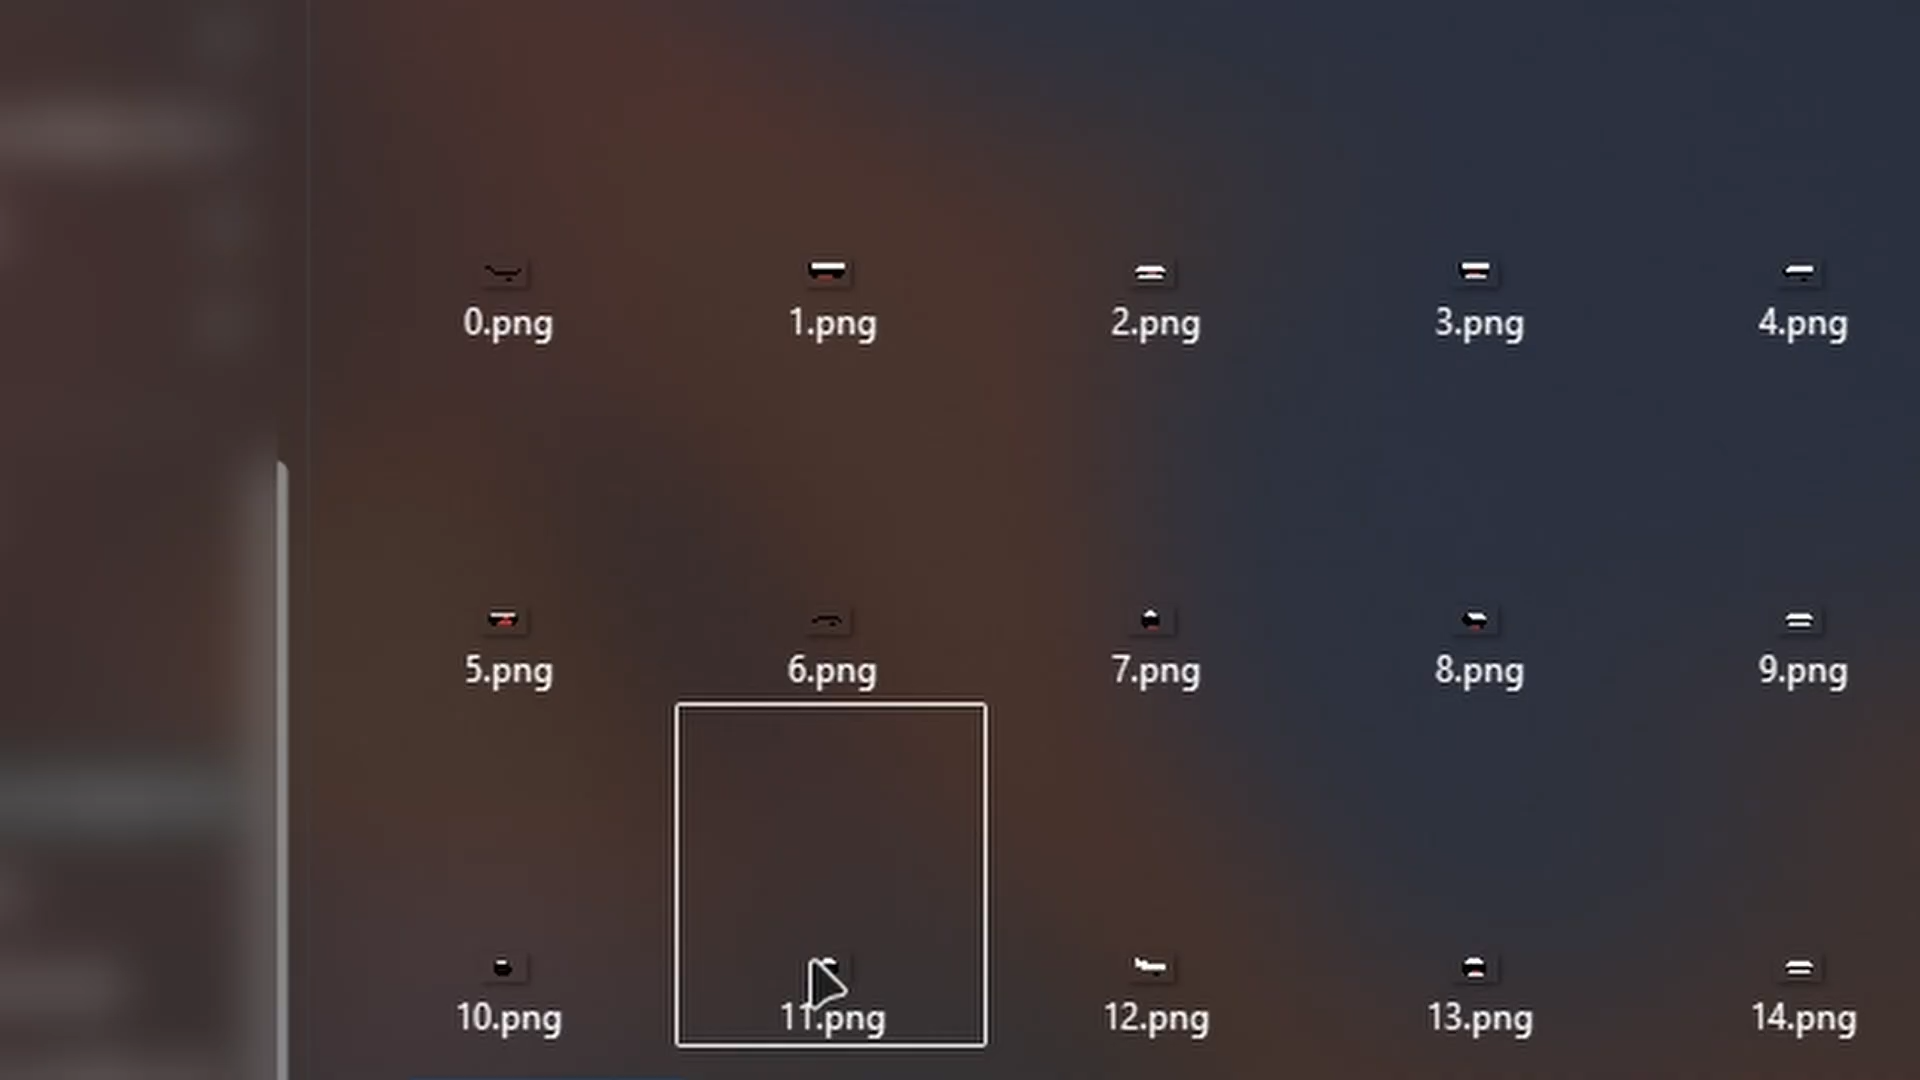 0.png 1.png 2.png 3.png 4.png
5.png 6.png 7.png 8.png 9.png
10.png 11.png 12.png 13.png 14.png